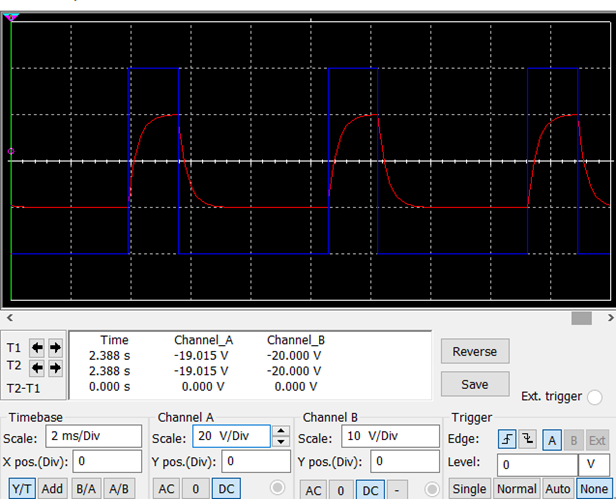 Time Channel_A Channel_B
T1 2.388 s -19.015 V -20.000 V
T2 2.388 s -19.015 V -20.000 V
T2-T1 0.000 s 0.000 V 0.000 V
Reverse
Save
Ext. trigger
Timebase
Scale: 2 ms/Div
X pos.(Div): 0
Y/T Add B/A A/B
Channel A
Scale: 20 V/Div
Y pos.(Div): 0
AC 0 DC
Channel B
Scale: 10 V/Div
Y pos.(Div): 0
AC 0 DC -
Trigger
Edge: A B Ext
Level: 0 V
Single Normal Auto None